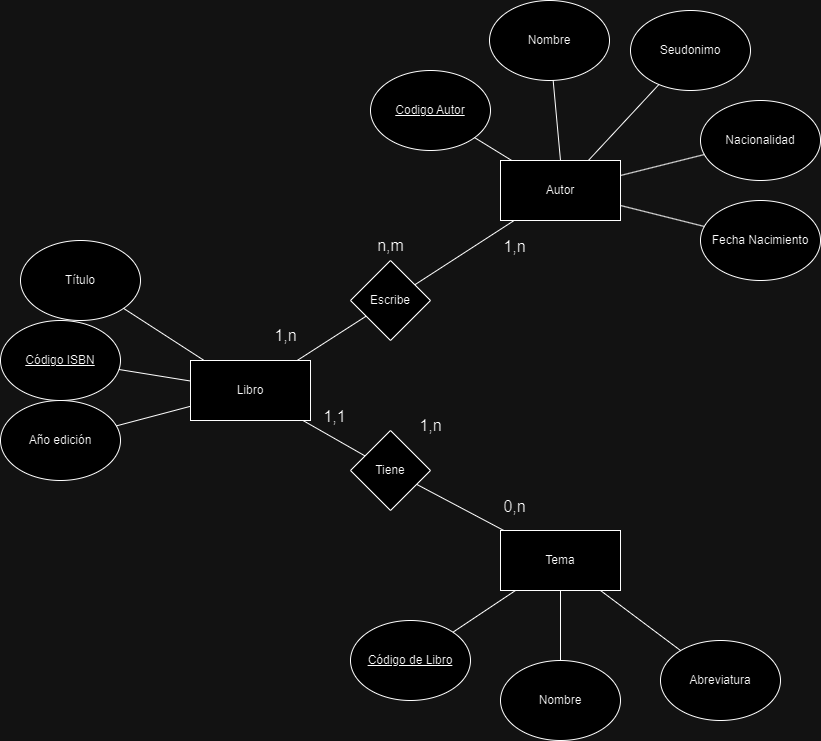 Nombre
Seudonimo
Codigo Autor
Nacionalidad
Autor
Fecha Nacimiento
n,m
1,n
Título
Escribe
1,n
Código ISBN
Libro
1,1
1,n
Año edición
Tiene
0,n
Tema
Código de Libro
Abreviatura
Nombre